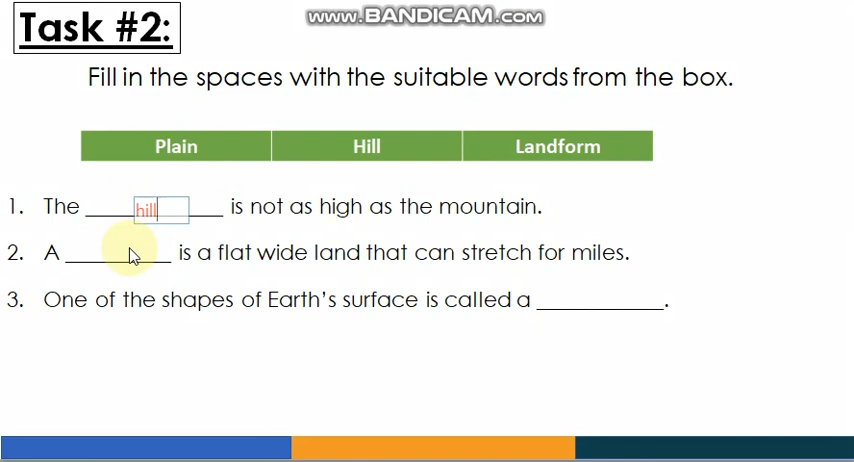 Task #2:
www.BANDICAM.com
Fill in the spaces with the suitable words from the box.
Plain Hill Landform
1. The ____hill____ is not as high as the mountain.
2. A __________ is a flat wide land that can stretch for miles.
3. One of the shapes of Earth's surface is called a ____________.